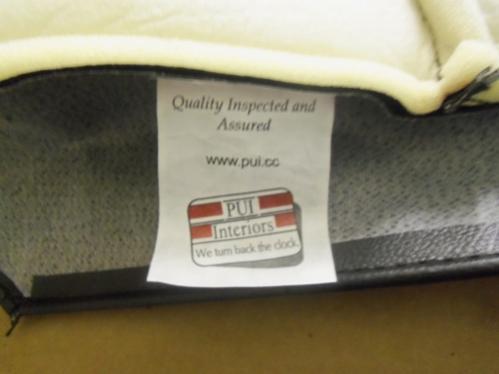 Quality Inspected and
Assured
www.pui.cc
PUI
Interiors
We turn back the clock.